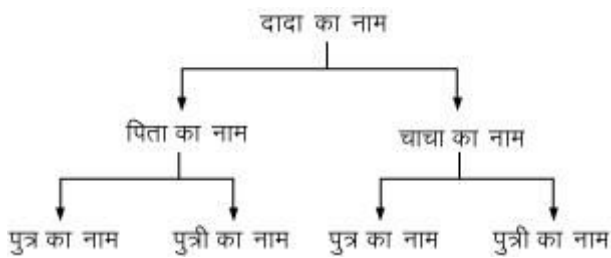 दादा का नाम
पिता का नाम
चाचा का नाम
पुत्र का नाम
पुत्री का नाम
पुत्र का नाम
पुत्री का नाम